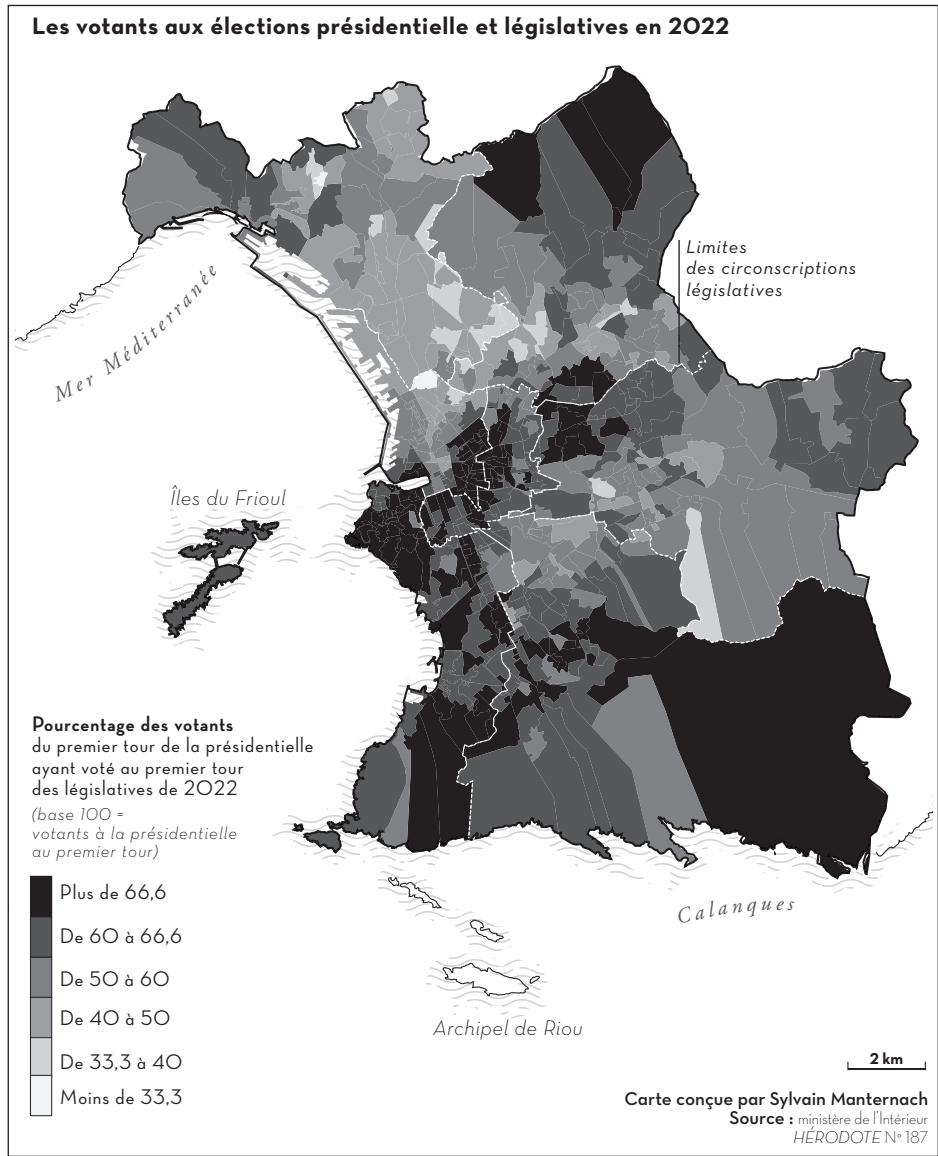 Les votants aux élections présidentielle et législatives en 2022
Limites
des circonscriptions
législatives
Mer Méditerranée
Îles du Frioul
Pourcentage des votants
du premier tour de la présidentielle
ayant voté au premier tour
des législatives de 2022
(base 100 =
votants à la présidentielle
au premier tour)
Plus de 66,6
De 60 à 66,6
De 50 à 60
De 40 à 50
De 33,3 à 40
Moins de 33,3
Calanques
Archipel de Riou
2 km
Carte conçue par Sylvain Manternach
Source : ministère de l'Intérieur
HÉRODOTE N° 187